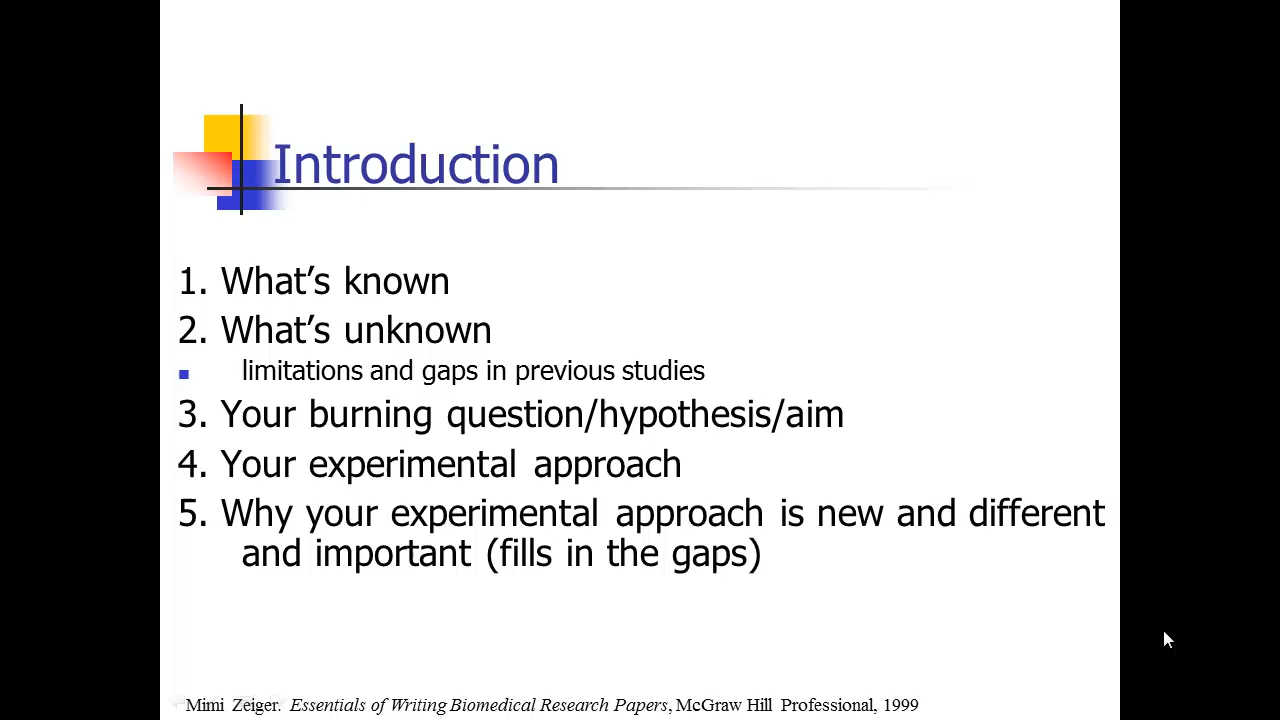 Introduction
1. What’s known
2. What’s unknown
limitations and gaps in previous studies
3. Your burning question/hypothesis/aim
4. Your experimental approach
5. Why your experimental approach is new and different
and important (fills in the gaps)
Mimi Zeiger. Essentials of Writing Biomedical Research Papers, McGraw Hill Professional, 1999